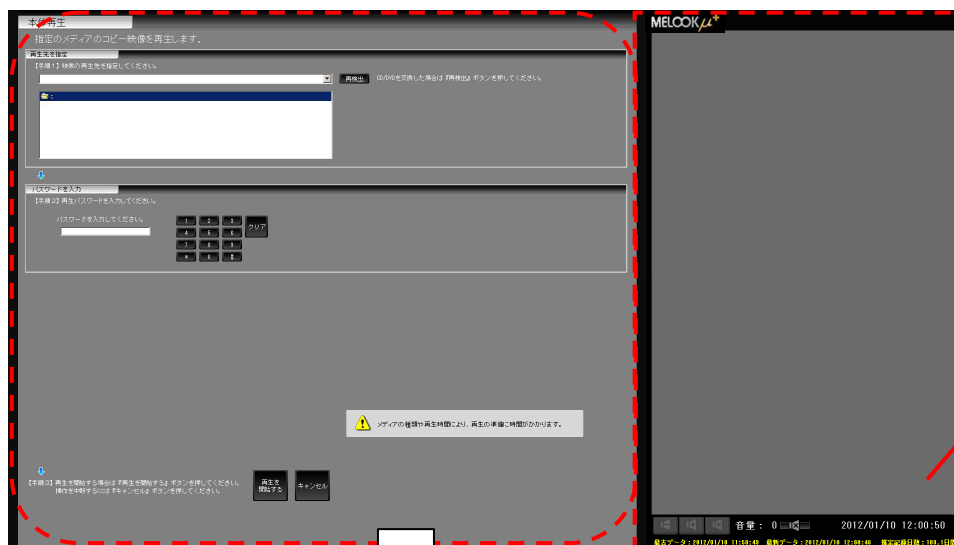 本体再生
指定のメディアのコピー映像を再生します。
再生先を指定
【手順1】映像の再生先を指定してください。
再検出 CD/DVDを交換した場合は『再検出』ボタンを押してください。
:
パスワードを入力
【手順2】再生パスワードを入力してください。
パスワードを入力してください。
1 2 3
4 5 6
クリア
7 8 9
* 0 #
メディアの種類や再生時間により、再生の準備に時間がかかります。
【手順3】再生を開始する場合は『再生を開始する』ボタンを押してください。
操作を中断するには『キャンセル』ボタンを押してください。
再生を
開始する
キャンセル
MELOOKμ+
音量: 0
2012/01/10 12:00:50
最古データ:2012/01/10 11:50:48 最新データ:2012/01/10 12:00:46 推定記録日数:109.1日間